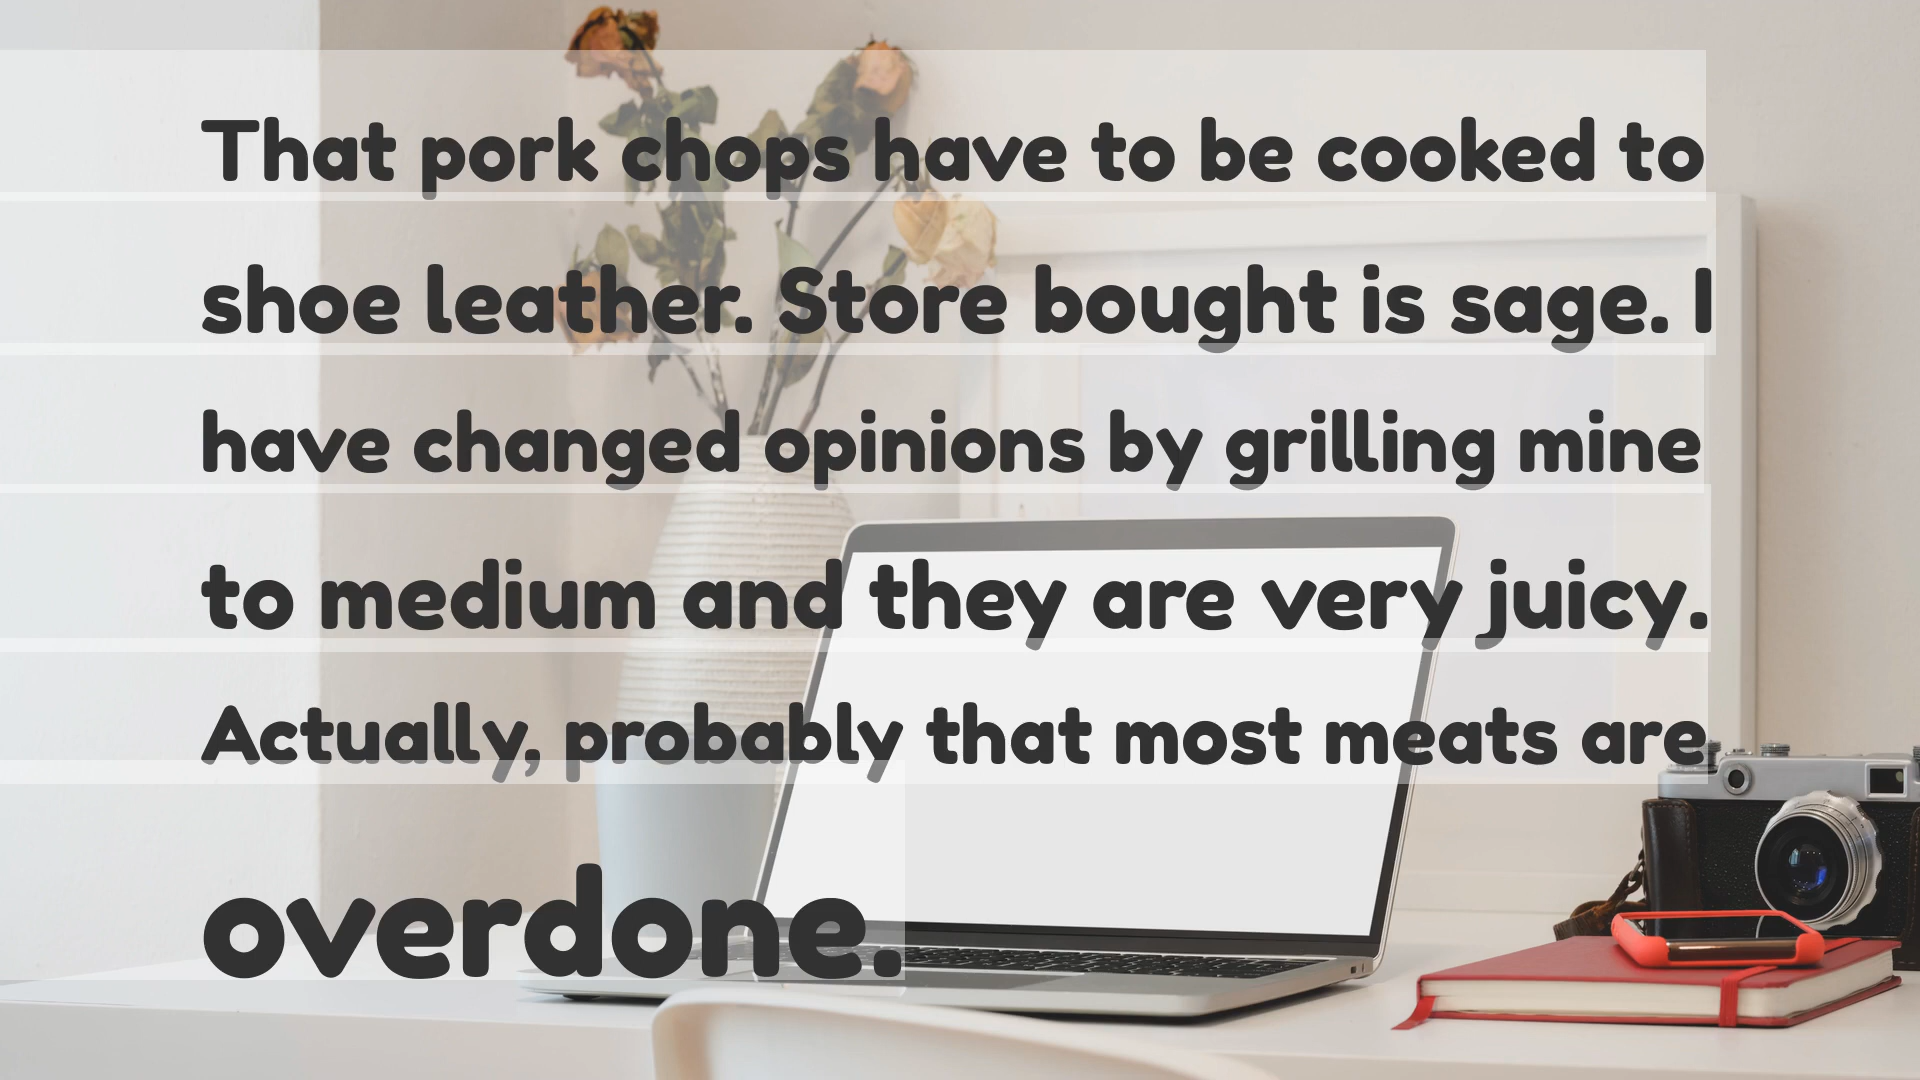 That pork chops have to be cooked to
shoe leather. Store bought is sage. I
have changed opinions by grilling mine
to medium and they are very juicy.
Actually, probably that most meats are
overdone.